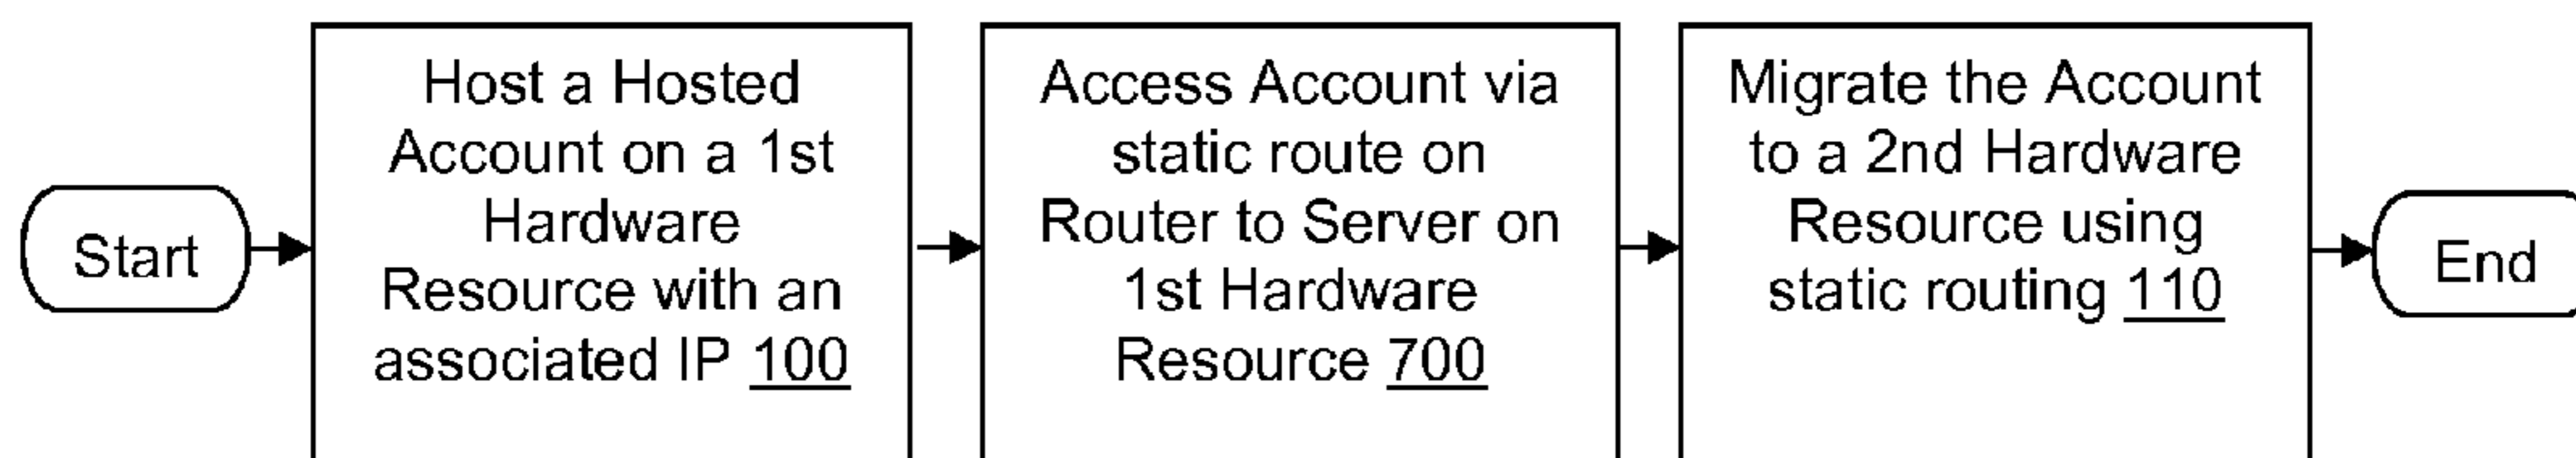 Start
Host a Hosted
Account on a 1st
Hardware
Resource with an
associated IP 100
Access Account via
static route on
Router to Server on
1st Hardware
Resource 700
Migrate the Account
to a 2nd Hardware
Resource using
static routing 110
End